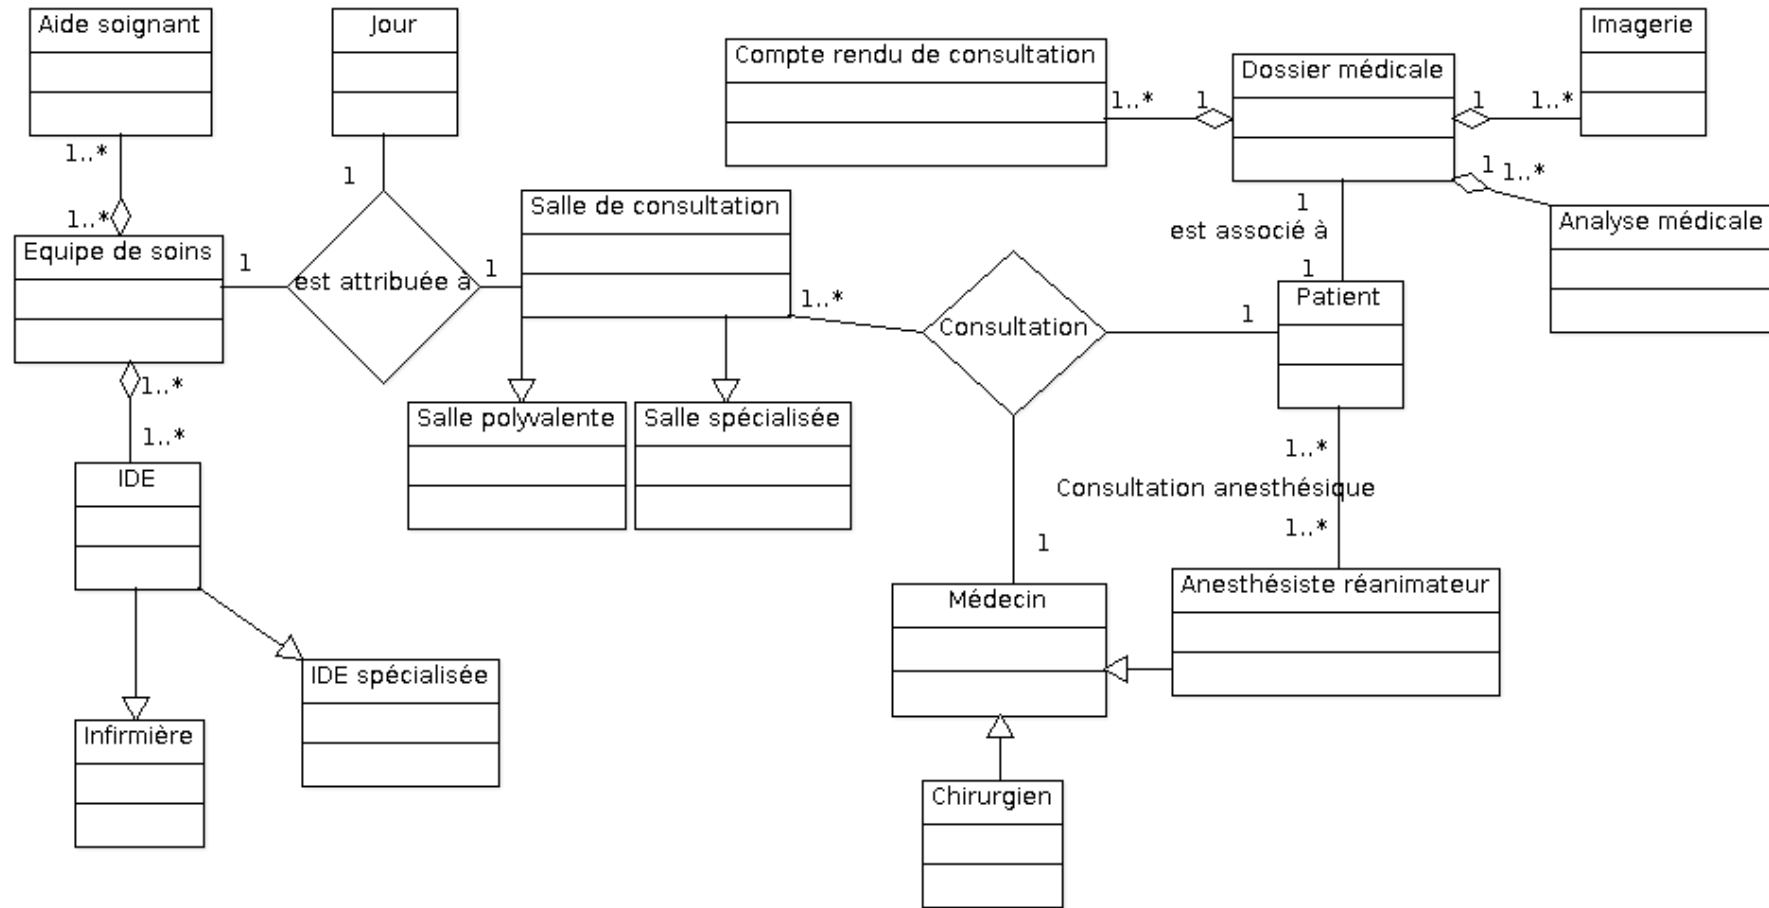 Aide soignant
Jour
Imagerie
Compte rendu de consultation
Dossier médicale
1..*
1
1
1..*
1..*
1
1
1..*
1..*
Salle de consultation
1
Analyse médicale
est associé à
Equipe de soins
1
1
1
est attribuée à
1..*
Consultation
1
Patient
1..*
Salle polyvalente
Salle spécialisée
1..*
1..*
IDE
Consultation anesthésique
1..*
1
Médecin
Anesthésiste réanimateur
IDE spécialisée
Infirmière
Chirurgien